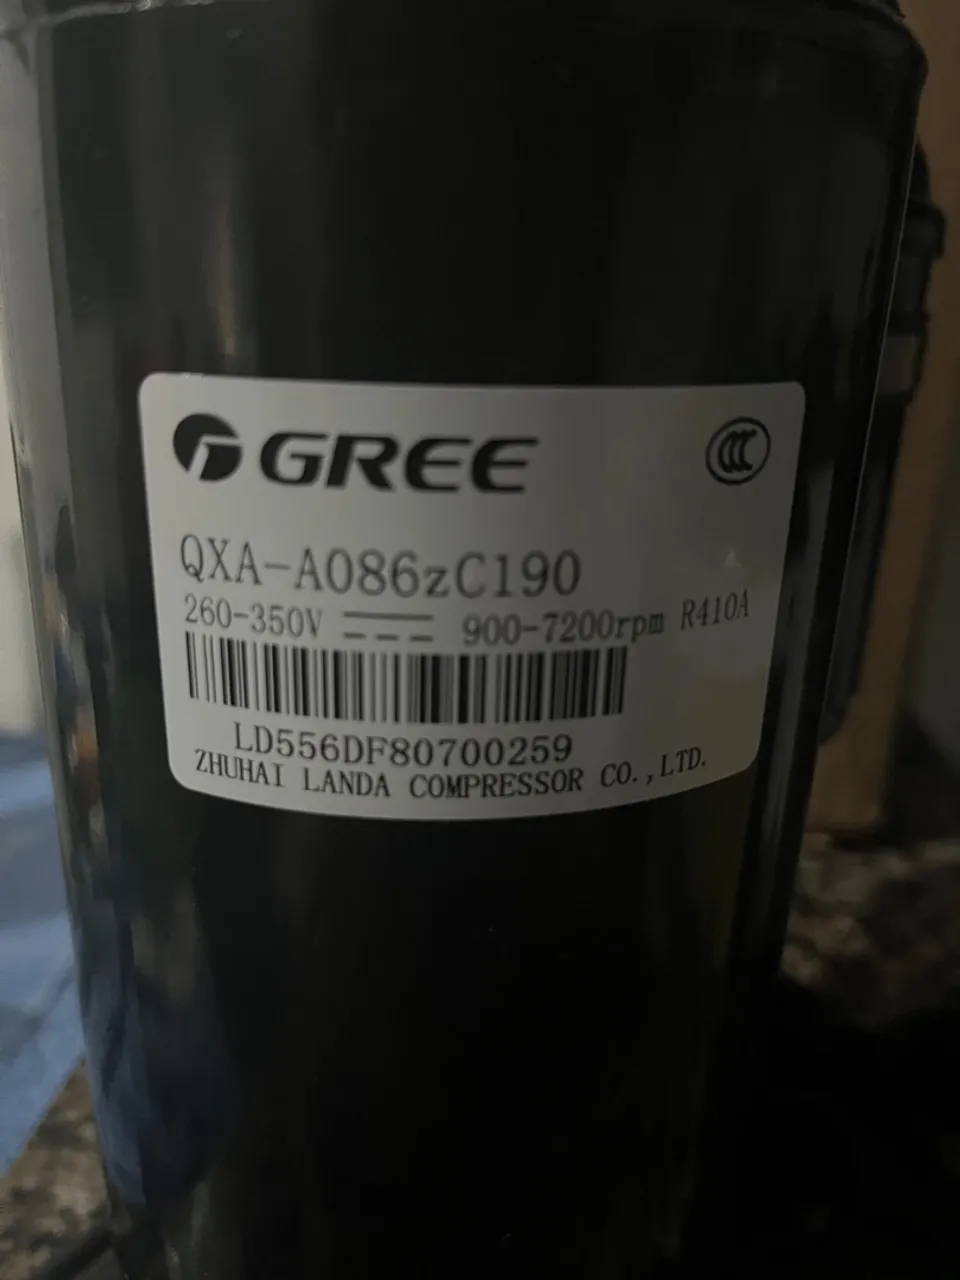 GREE
QXA-A086zC190
260-350V 900-7200rpm R410A
LD556DF80700259
ZHUHAI LANDA COMPRESSOR CO.,LTD.